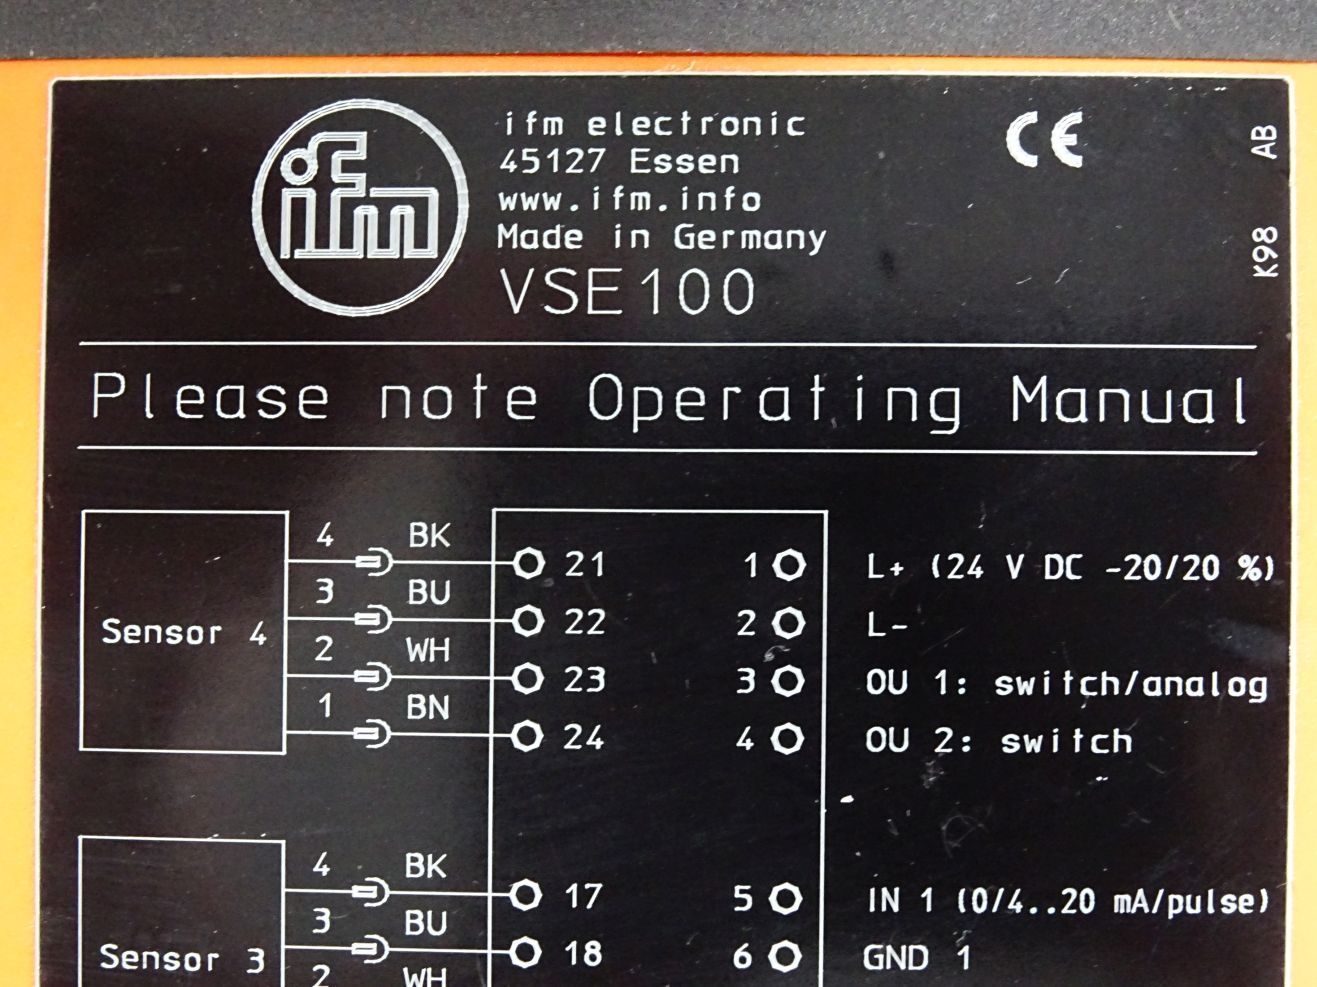 ifm
ifm electronic
45127 Essen
www.ifm.info
Made in Germany
VSE100
CE
AB
K98
Please note Operating Manual
Sensor 4
4 BK 21
3 BU 22
2 WH 23
1 BN 24
1 L+ (24 V DC -20/20 %)
2 L-
3 OU 1: switch/analog
4 OU 2: switch
Sensor 3
4 BK 17
3 BU 18
2 WH
5 IN 1 (0/4..20 mA/pulse)
6 GND 1